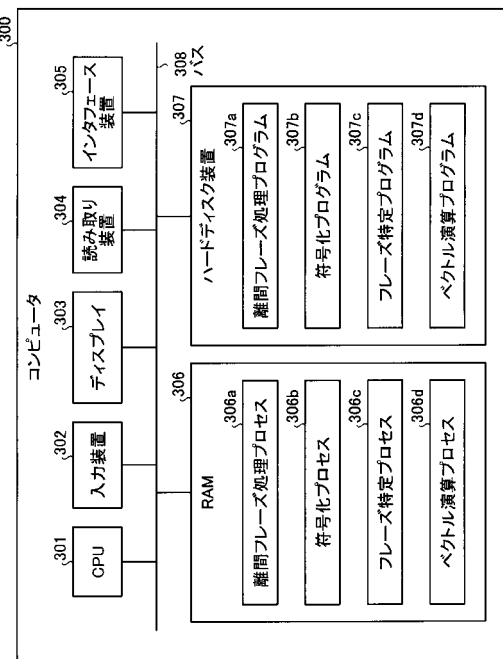 300
コンピュータ
301
CPU
302
入力装置
303
ディスプレイ
304
読み取り
装置
305
インタフェース
装置
308
バス
306
RAM
306a
離間フレーズ処理プロセス
306b
符号化プロセス
306c
フレーズ特定プロセス
306d
ベクトル演算プロセス
307
ハードディスク装置
307a
離間フレーズ処理プログラム
307b
符号化プログラム
307c
フレーズ特定プログラム
307d
ベクトル演算プログラム